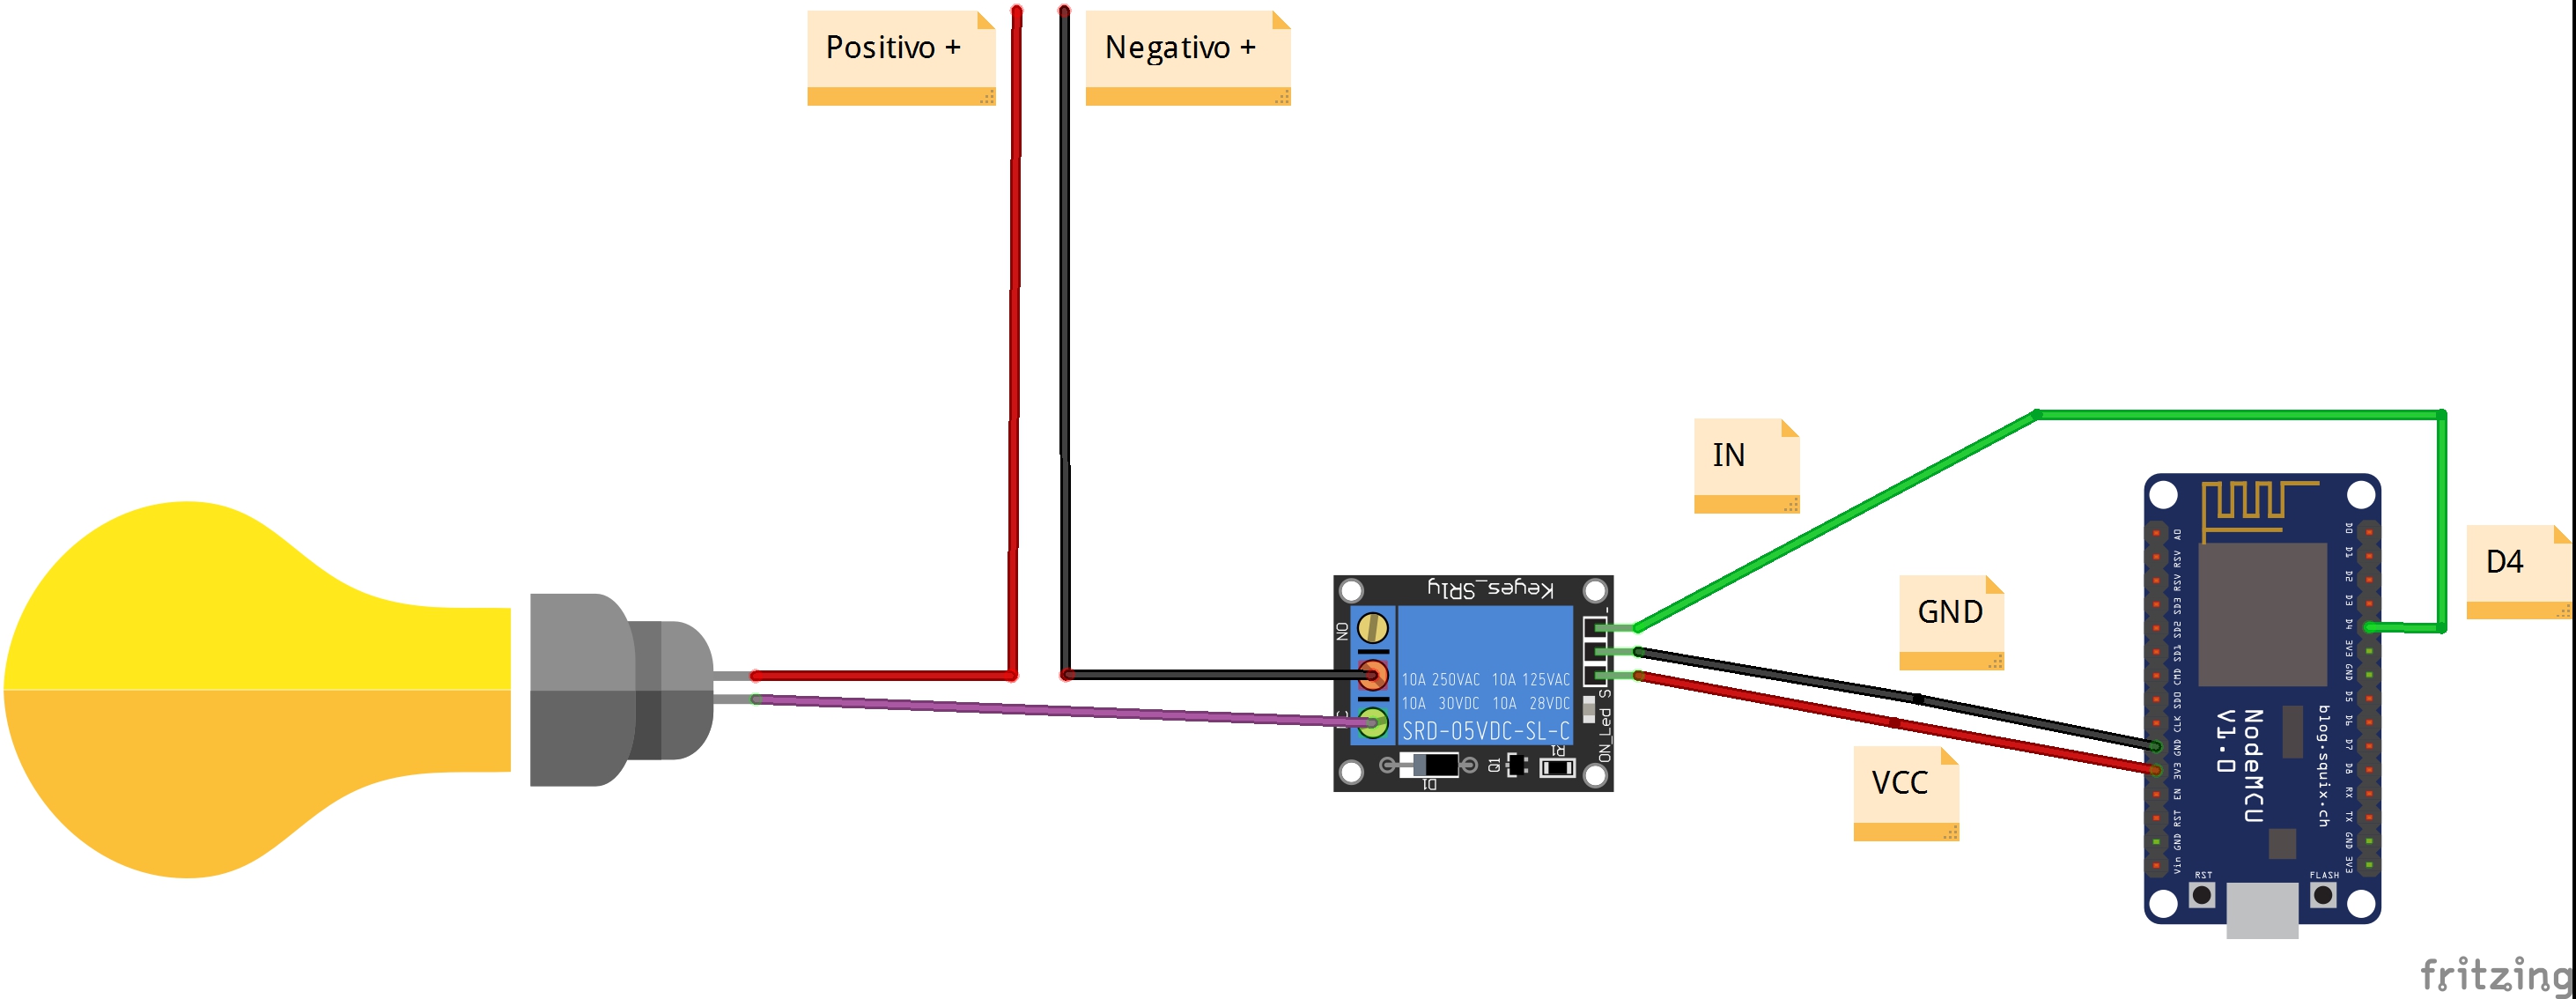 Positivo +
Negativo +
IN
GND
VCC
D4
Keyes_SR1y
NO
10A 250VAC 10A 125VAC
10A 30VDC 10A 28VDC
SRD-05VDC-SL-C
-
S
ON_Led
D1
Q1
R1
A0
RSV
RSV
SD3
SD2
SD1
CMD
SD0
CLK
GND
3V3
EN
RST
GND
Vin
D0
D1
D2
D3
D4
3V3
GND
D5
D6
D7
D8
RX
TX
GND
3V3
NodeMCU
V1.0
blog.squix.ch
RST
FLASH
fritzing